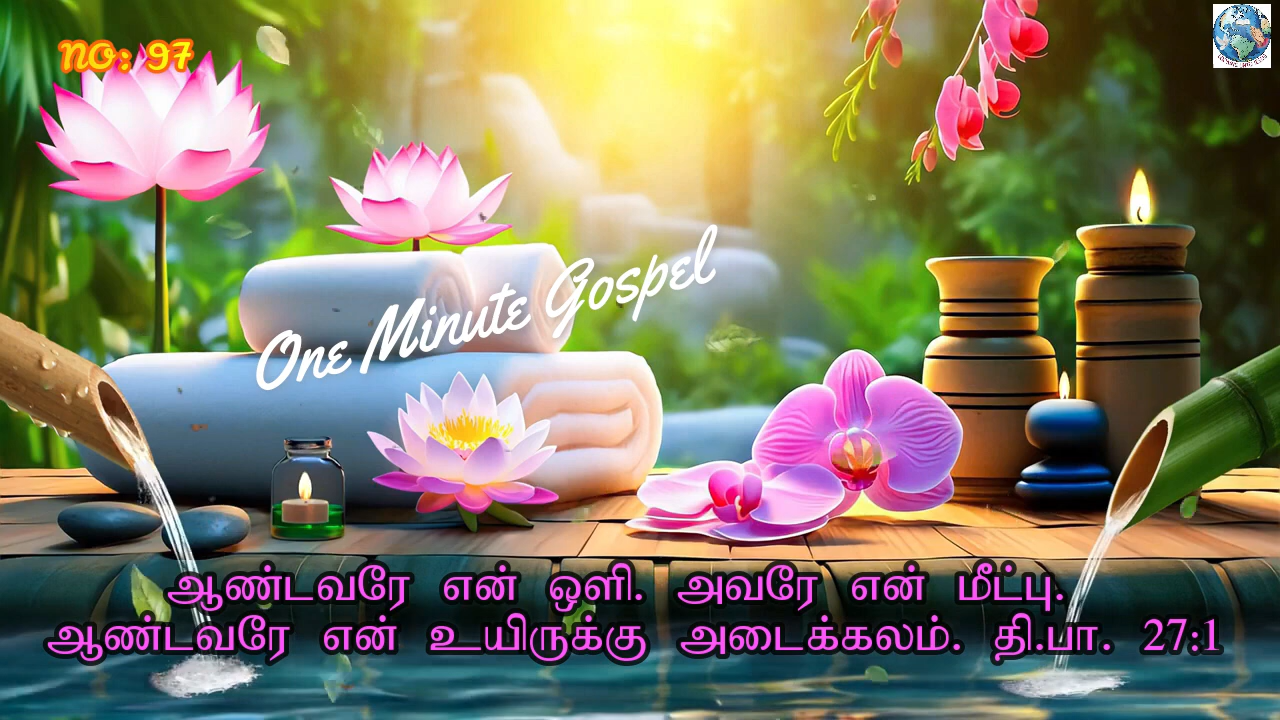 NO: 97
One Minute Gospel
ஆண்டவரே என் ஒளி. அவரே என் மீட்பு.
ஆண்டவரே என் உயிருக்கு அடைக்கலம். தி.பா. 27:1